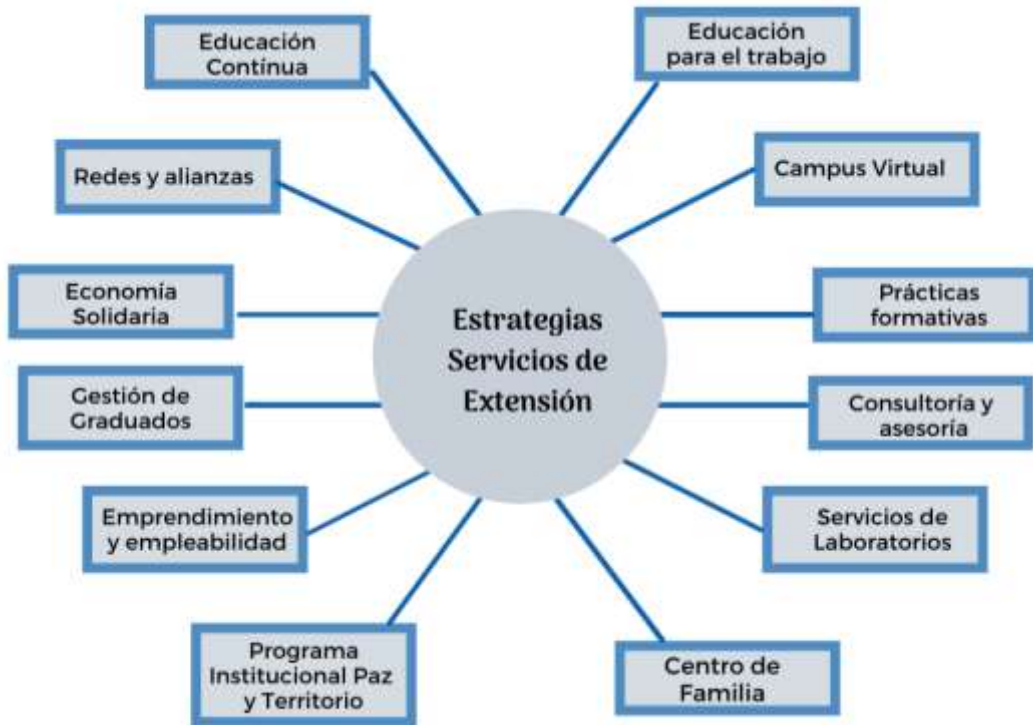 Educación
Contínua
Educación
para el trabajo
Redes y alianzas
Campus Virtual
Economía
Solidaria
Estrategias
Servicios de
Extensión
Prácticas
formativas
Gestión de
Graduados
Consultoría y
asesoría
Emprendimiento
y empleabilidad
Servicios de
Laboratorios
Programa
Institucional Paz
y Territorio
Centro de
Familia